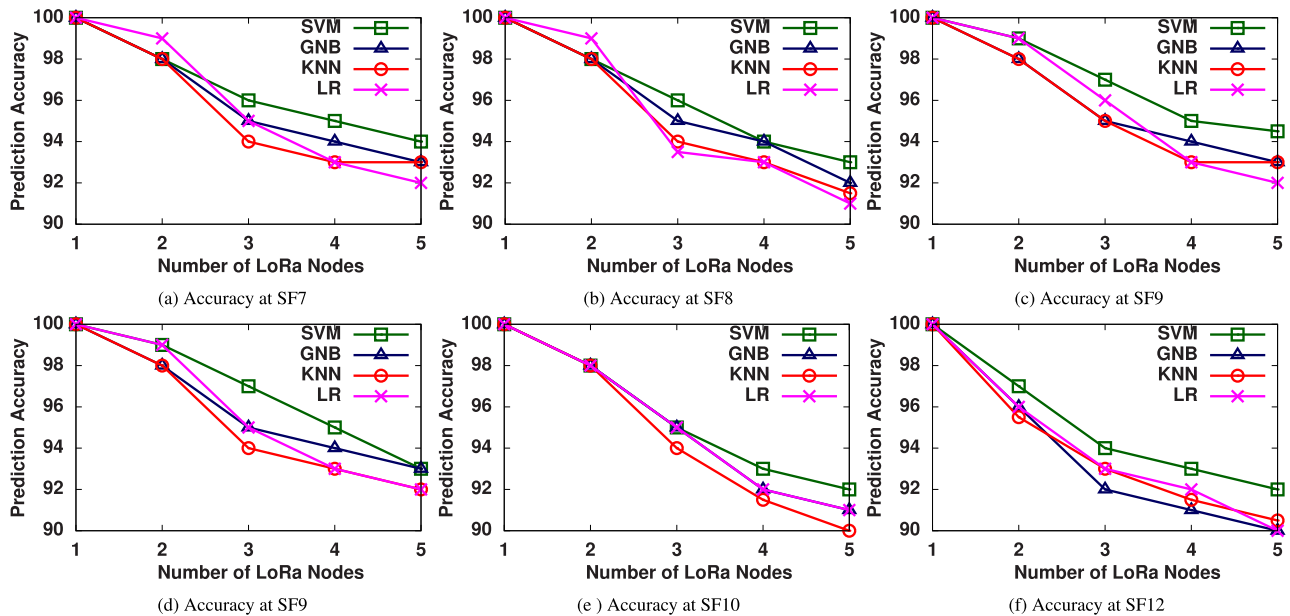 100
98
96
94
92
90
Prediction Accuracy
SVM
GNB
KNN
LR
1 2 3 4 5
Number of LoRa Nodes
(a) Accuracy at SF7
100
98
96
94
92
90
Prediction Accuracy
SVM
GNB
KNN
LR
1 2 3 4 5
Number of LoRa Nodes
(b) Accuracy at SF8
100
98
96
94
92
90
Prediction Accuracy
SVM
GNB
KNN
LR
1 2 3 4 5
Number of LoRa Nodes
(c) Accuracy at SF9
100
98
96
94
92
90
Prediction Accuracy
SVM
GNB
KNN
LR
1 2 3 4 5
Number of LoRa Nodes
(d) Accuracy at SF9
100
98
96
94
92
90
Prediction Accuracy
SVM
GNB
KNN
LR
1 2 3 4 5
Number of LoRa Nodes
(e ) Accuracy at SF10
100
98
96
94
92
90
Prediction Accuracy
SVM
GNB
KNN
LR
1 2 3 4 5
Number of LoRa Nodes
(f) Accuracy at SF12